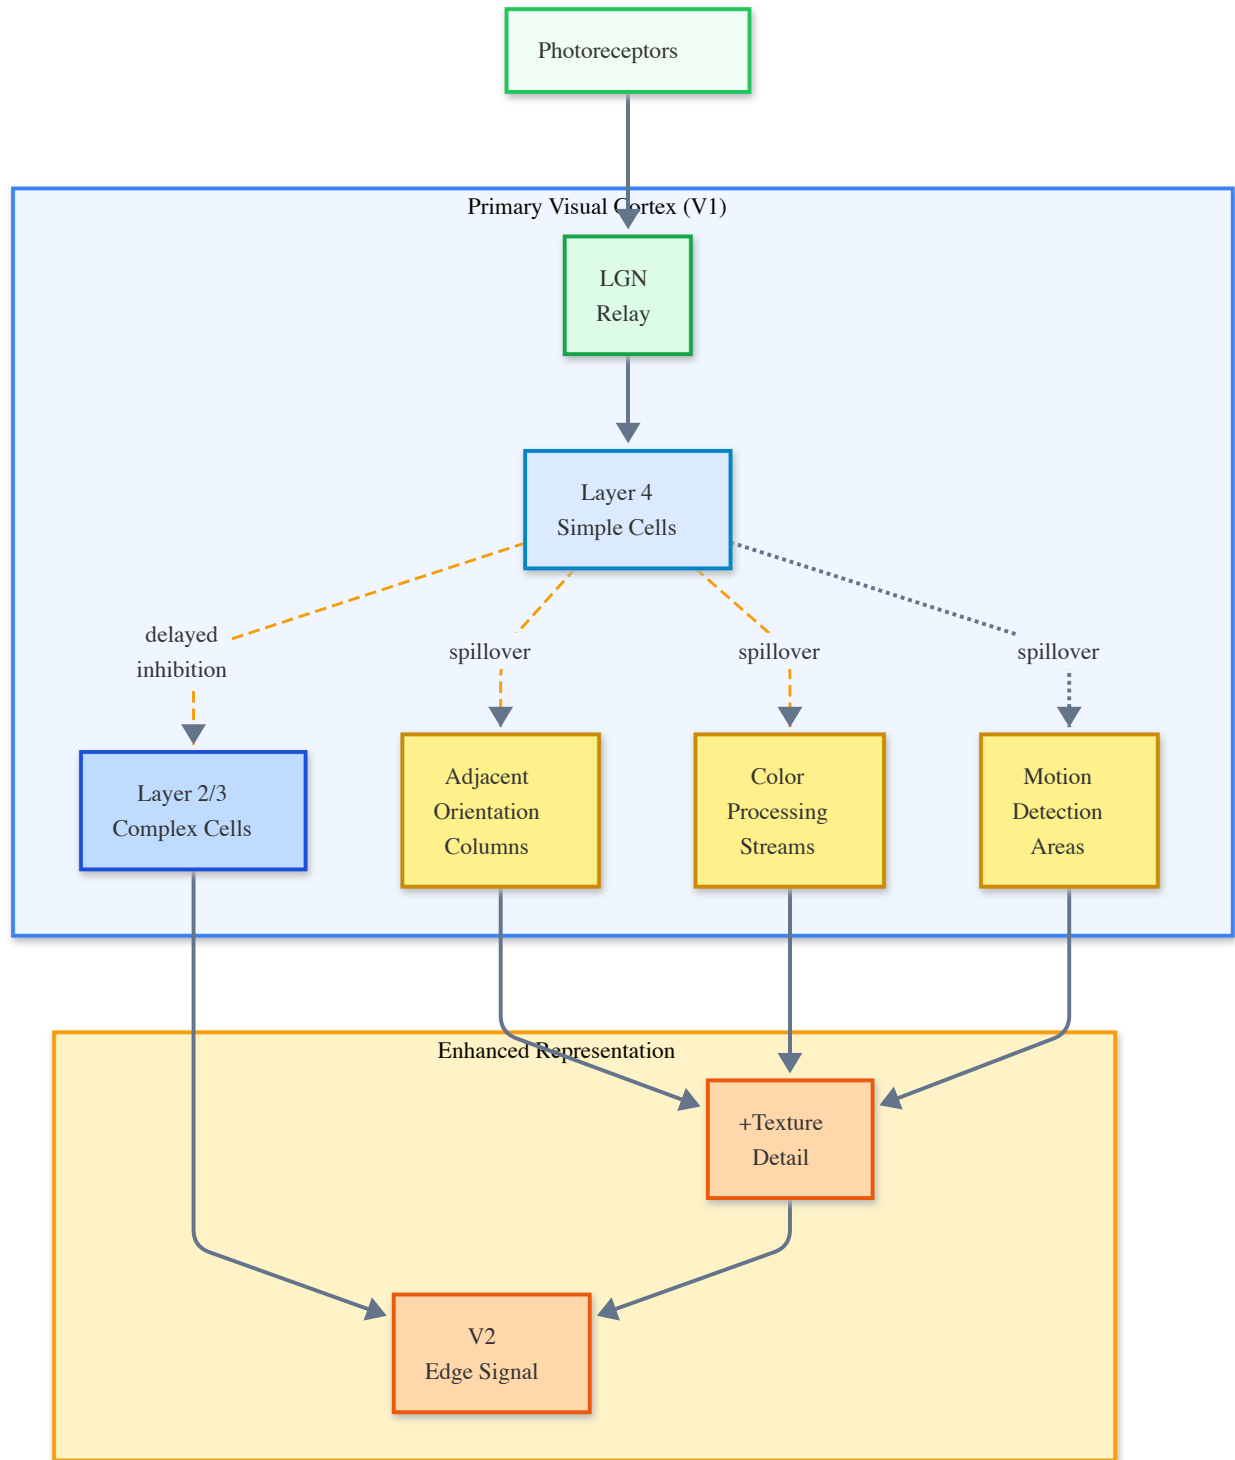 Photoreceptors
Primary Visual Cortex (V1)
LGN
Relay
Layer 4
Simple Cells
delayed
inhibition
spillover
spillover
spillover
Layer 2/3
Complex Cells
Adjacent
Orientation
Columns
Color
Processing
Streams
Motion
Detection
Areas
Enhanced Representation
+Texture
Detail
V2
Edge Signal